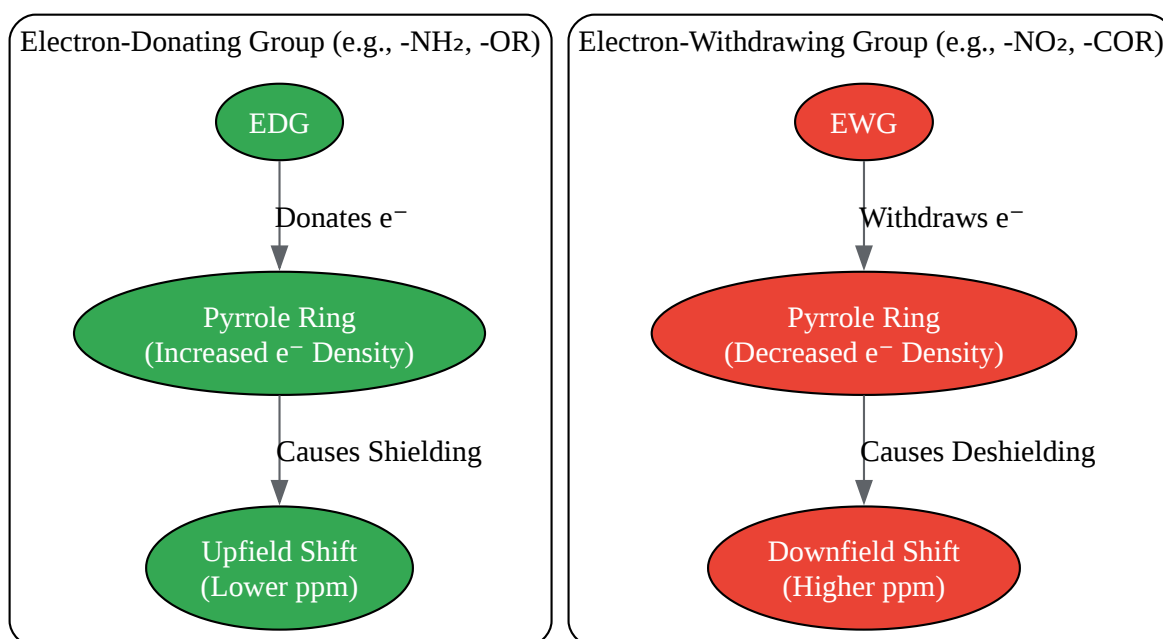 Electron-Donating Group (e.g., -NH₂, -OR)
EDG
Donates e⁻
Pyrrole Ring
(Increased e⁻ Density)
Causes Shielding
Upfield Shift
(Lower ppm)
Electron-Withdrawing Group (e.g., -NO₂, -COR)
EWG
Withdraws e⁻
Pyrrole Ring
(Decreased e⁻ Density)
Causes Deshielding
Downfield Shift
(Higher ppm)